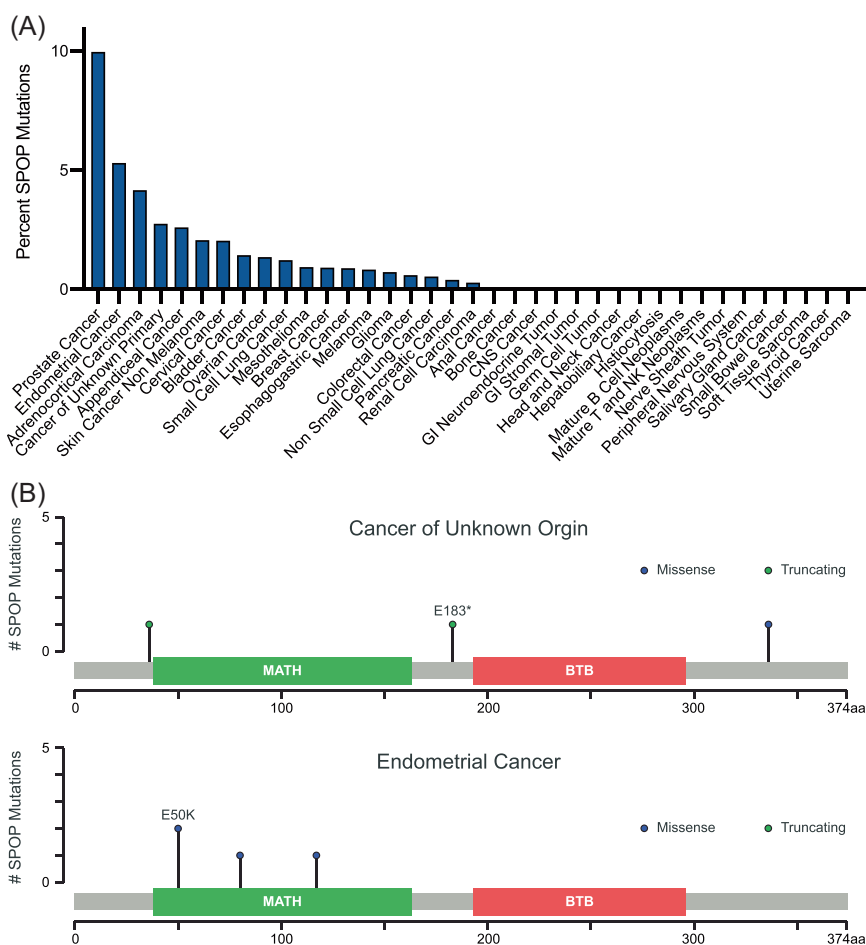 (A)
Percent SPOP Mutations
10
5
0
Prostate Cancer
Endometrial Cancer
Adrenocortical Carcinoma
Cancer of Unknown Primary
Appendiceal Cancer
Skin Cancer Non Melanoma
Cervical Cancer
Bladder Cancer
Ovarian Cancer
Small Cell Lung Cancer
Mesothelioma
Breast Cancer
Esophagogastric Cancer
Melanoma
Glioma
Colorectal Cancer
Non Small Cell Lung Cancer
Pancreatic Cancer
Renal Cell Carcinoma
Anal Cancer
Bone Cancer
CNS Cancer
GI Neuroendocrine Tumor
GI Stromal Tumor
Germ Cell Tumor
Head and Neck Cancer
Hepatobiliary Cancer
Histiocytosis
Mature B Cell Neoplasms
Mature T and NK Neoplasms
Nerve Sheath Tumor
Peripheral Nervous System
Salivary Gland Cancer
Small Bowel Cancer
Soft Tissue Sarcoma
Thyroid Cancer
Uterine Sarcoma
(B)
# SPOP Mutations
5
0
Cancer of Unknown Orgin
Missense
Truncating
E183*
MATH
BTB
0
100
200
300
374aa
# SPOP Mutations
5
0
Endometrial Cancer
Missense
Truncating
E50K
MATH
BTB
0
100
200
300
374aa